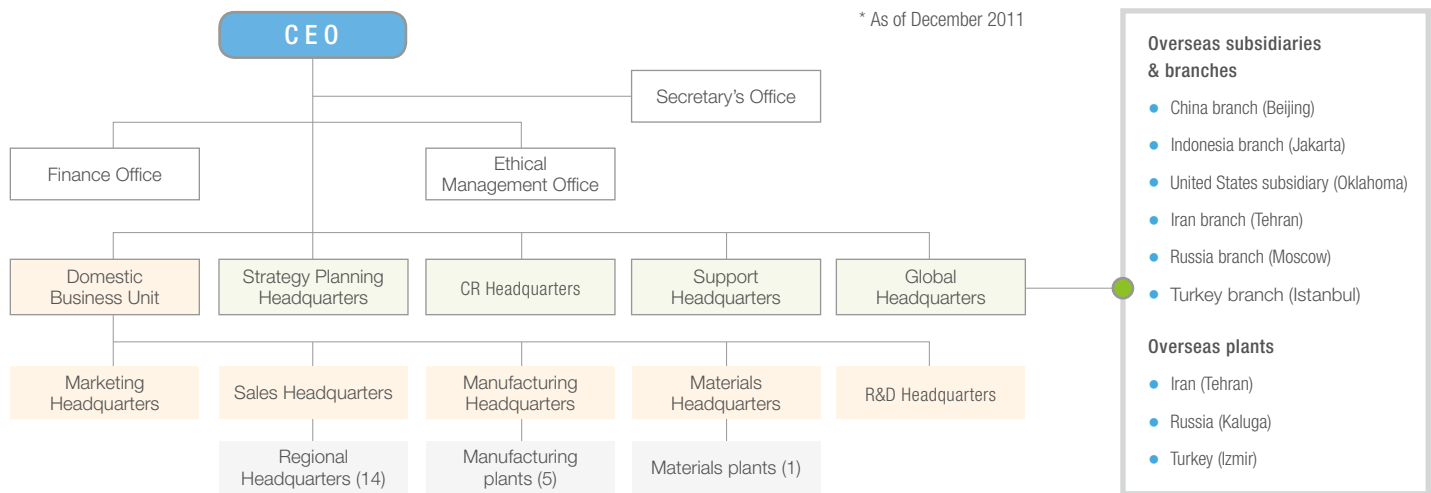 CEO
* As of December 2011
Secretary's Office
Finance Office
Ethical
Management Office
Domestic
Business Unit
Strategy Planning
Headquarters
CR Headquarters
Support
Headquarters
Global
Headquarters
Marketing
Headquarters
Sales Headquarters
Manufacturing
Headquarters
Materials
Headquarters
R&D Headquarters
Regional
Headquarters (14)
Manufacturing
plants (5)
Materials plants (1)
Overseas subsidiaries
& branches
● China branch (Beijing)
● Indonesia branch (Jakarta)
● United States subsidiary (Oklahoma)
● Iran branch (Tehran)
● Russia branch (Moscow)
● Turkey branch (Istanbul)
Overseas plants
● Iran (Tehran)
● Russia (Kaluga)
● Turkey (Izmir)